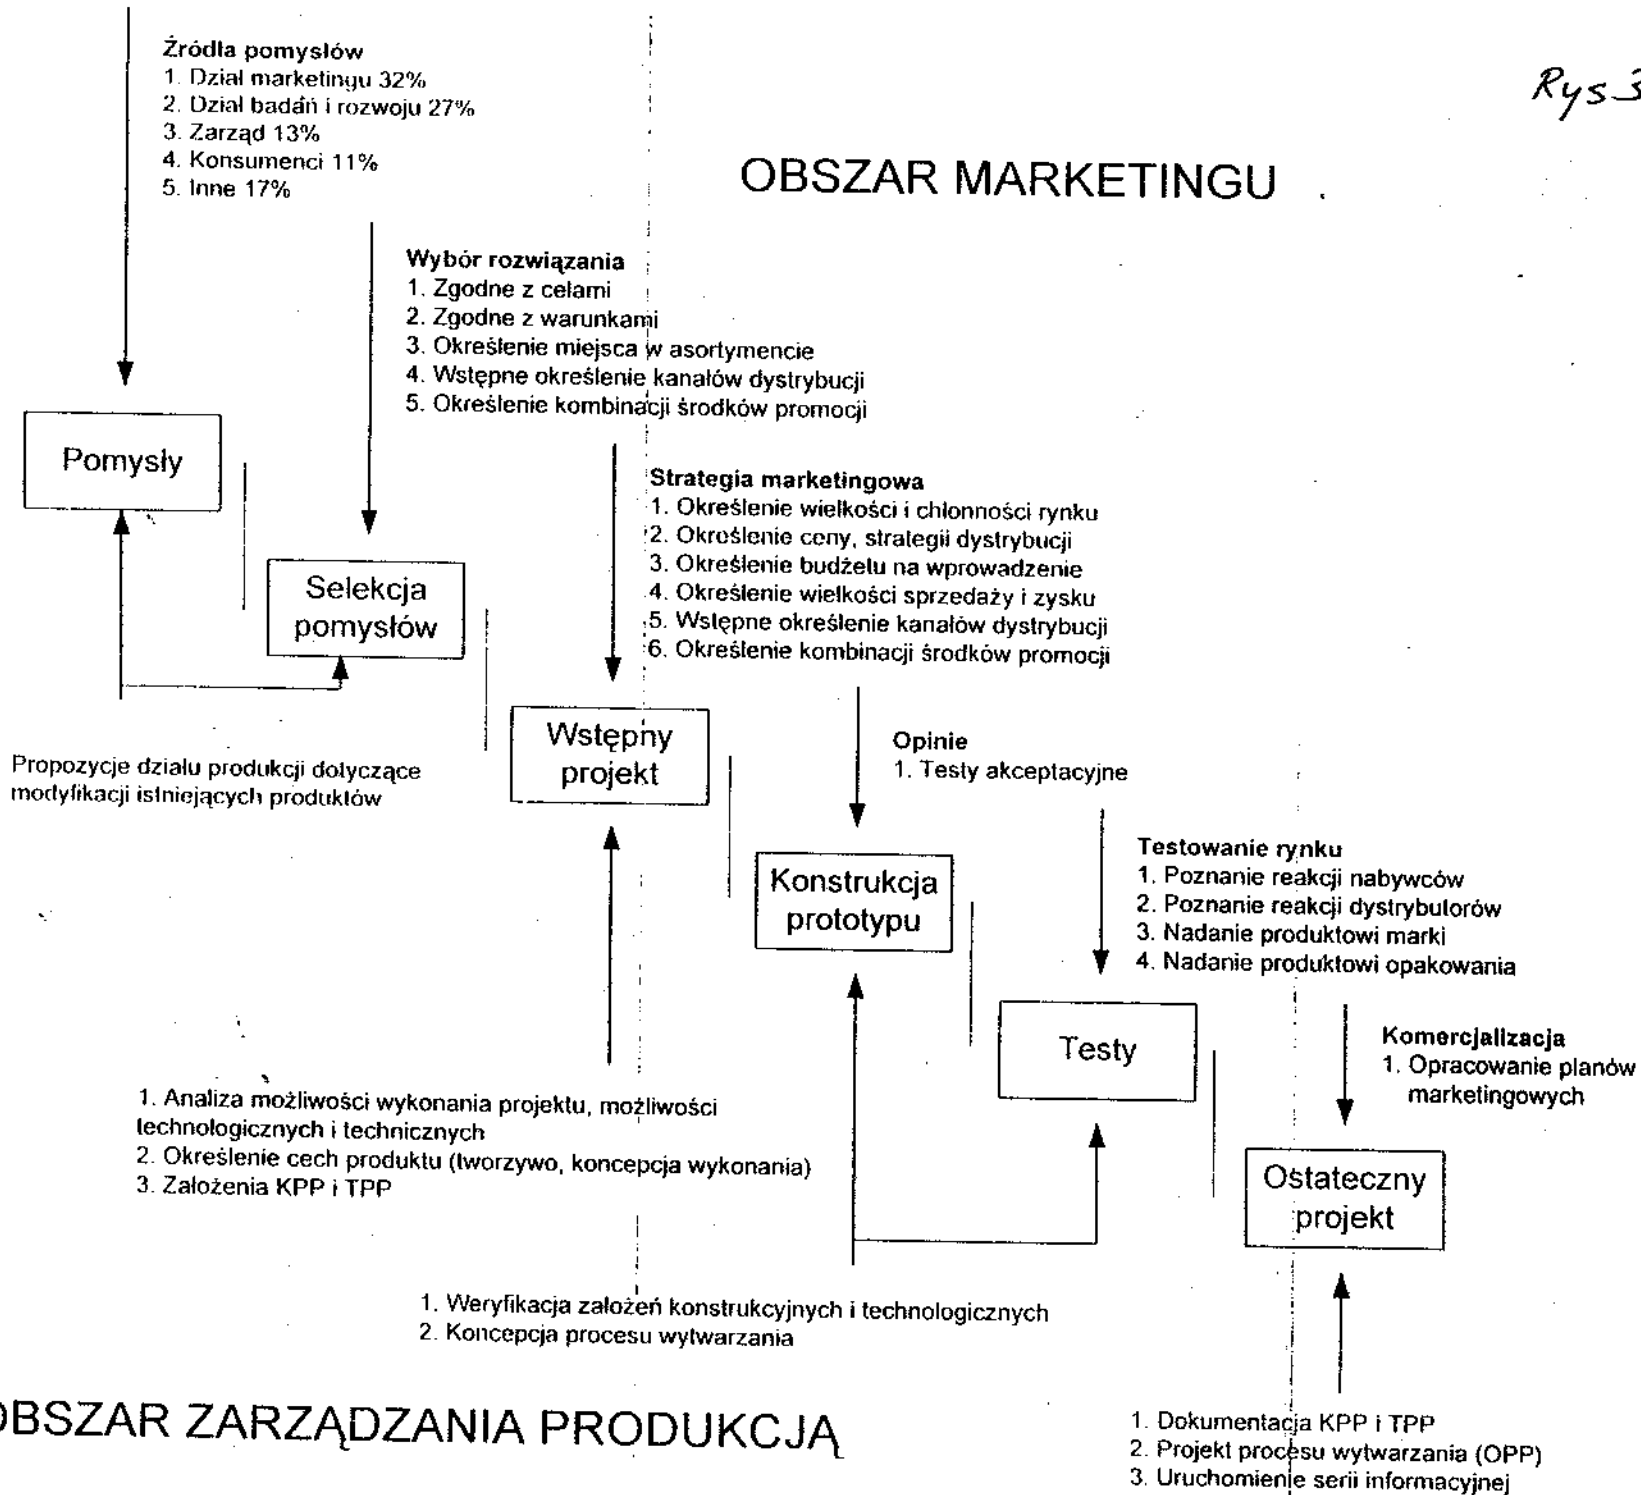 Rys 3
Źródła pomysłów
1. Dział marketingu 32%
2. Dział badań i rozwoju 27%
3. Zarząd 13%
4. Konsumenci 11%
5. Inne 17%
OBSZAR MARKETINGU
Wybór rozwiązania
1. Zgodne z celami
2. Zgodne z warunkami
3. Określenie miejsca w asortymencie
4. Wstępne określenie kanałów dystrybucji
5. Określenie kombinacji środków promocji
Pomysły
Strategia marketingowa
1. Określenie wielkości i chłonności rynku
2. Określenie ceny, strategii dystrybucji
3. Określenie budżetu na wprowadzenie
4. Określenie wielkości sprzedaży i zysku
5. Wstępne określenie kanałów dystrybucji
6. Określenie kombinacji środków promocji
Selekcja
pomysłów
Wstępny
projekt
Opinie
1. Testy akceptacyjne
Propozycje działu produkcji dotyczące
modyfikacji istniejących produktów
Testowanie rynku
1. Poznanie reakcji nabywców
2. Poznanie reakcji dystrybutorów
3. Nadanie produktowi marki
4. Nadanie produktowi opakowania
Konstrukcja
prototypu
Testy
Komercjalizacja
1. Opracowanie planów
marketingowych
1. Analiza możliwości wykonania projektu, możliwości
technologicznych i technicznych
2. Określenie cech produktu (tworzywo, koncepcja wykonania)
3. Założenia KPP i TPP
Ostateczny
projekt
1. Weryfikacja założeń konstrukcyjnych i technologicznych
2. Koncepcja procesu wytwarzania
OBSZAR ZARZĄDZANIA PRODUKCJĄ
1. Dokumentacja KPP i TPP
2. Projekt procesu wytwarzania (OPP)
3. Uruchomienie serii informacyjnej